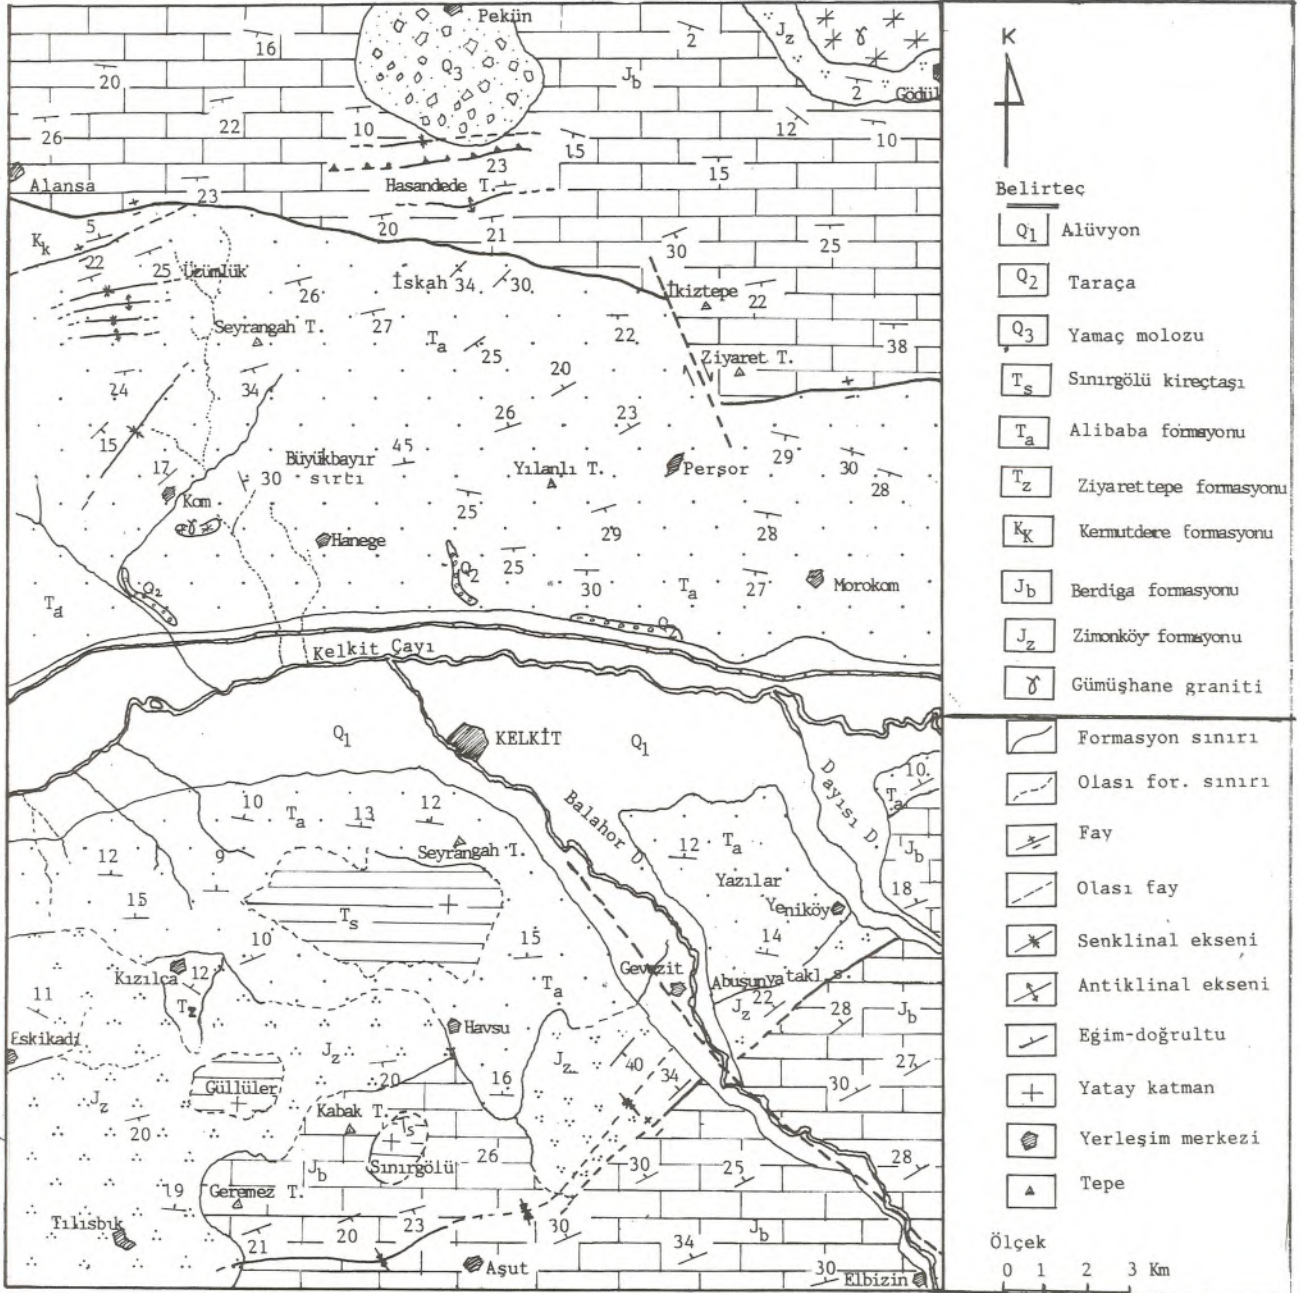 Pekün
16
2
Jz
γ
20
Q3
Jb
2
Gödül
26
22
10
12
10
15
23
15
Alansa
23
Hasandede T.
5
20
21
30
25
Kk
22
25
Üzümlük
26
İskah
34
30
İkiztepe
22
Seyrangah T.
27
Ta
22
38
25
Ziyaret T.
24
34
20
26
23
15
45
29
30
17
30
Büyükbayır
sırtı
Yılanlı T.
Perşor
28
Kom
25
γ
29
28
Hanege
25
Q2
Q2
30
Ta
27
Morokom
Ta
Kelkit Çayı
Q1
KELKİT
Q1
10
Ta
13
12
Balahor D.
Dayısı D.
10
Ta
Seyrangah T.
12
Ta
Jb
12
9
Yazılar
18
15
Ts
Yeniköy
10
15
14
Kızılca
12
Gevezit
Abusunyatakl.s.
11
Tz
Ta
22
Jz
28
Jb
Eskikadi
Havsu
Jz
Jz
27
20
40
Güllüler
16
34
30
Jz
Kabak T.
20
Ts
26
Sınırgölü
30
25
28
Jb
19
Geremez T.
Tılısbık
20
23
30
Jb
21
34
Aşut
30
Elbizin
K
Belirteç
Q1 Alüvyon
Q2 Taraça
Q3 Yamaç molozu
Ts Sınırgölü kireçtaşı
Ta Alibaba formasyonu
Tz Ziyarettepe formasyonu
KK Kermutdere formasyonu
Jb Berdiga formasyonu
Jz Zimonköy formasyonu
γ Gümüşhane graniti
Formasyon sınırı
Olası for. sınırı
Fay
Olası fay
Senklinal ekseni
Antiklinal ekseni
Eğim-doğrultu
Yatay katman
Yerleşim merkezi
Tepe
Ölçek
0 1 2 3 Km